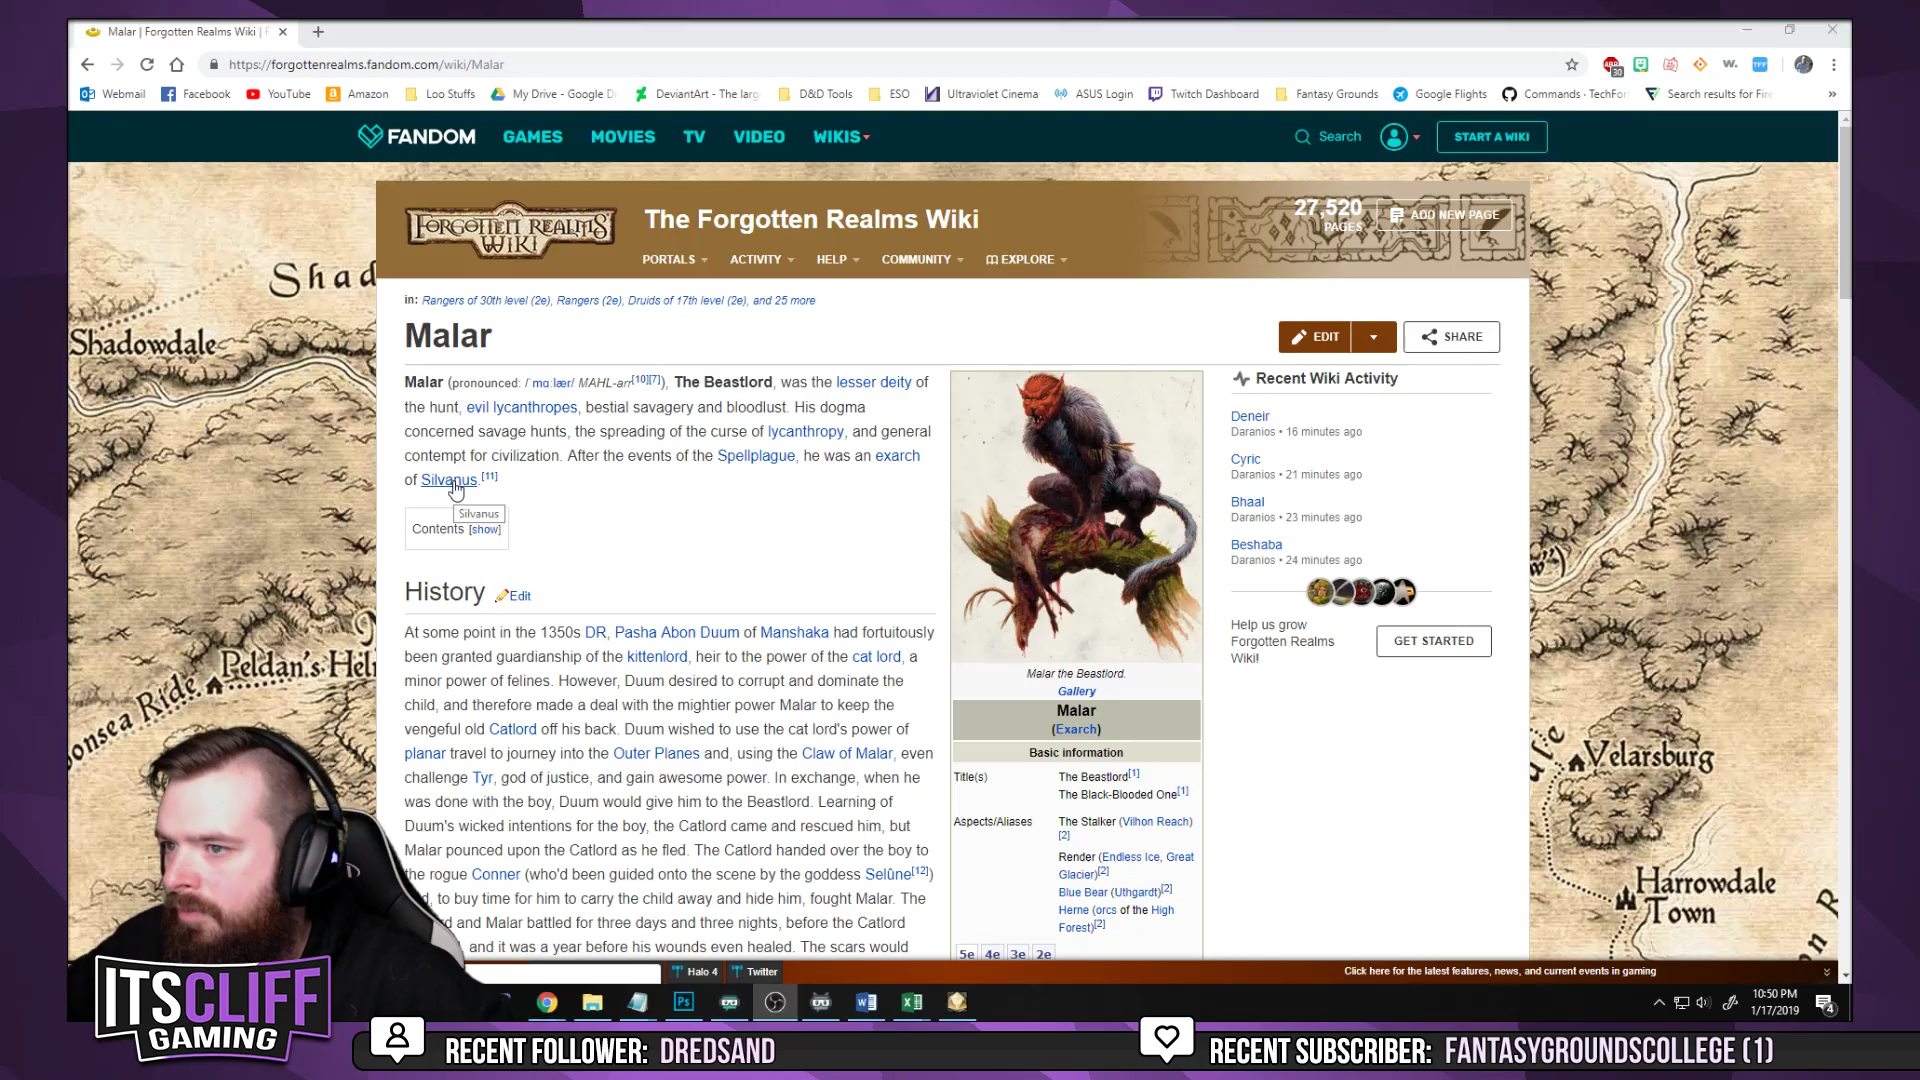 Malar | Forgotten Realms Wiki | F
https://forgottenrealms.fandom.com/wiki/Malar
Webmail Facebook YouTube Amazon Loo Stuffs My Drive - Google D DeviantArt - The larg D&D Tools ESO Ultraviolet Cinema ASUS Login Twitch Dashboard Fantasy Grounds Google Flights Commands - TechFor Search results for Fir
FANDOM GAMES MOVIES TV VIDEO WIKIS Search START A WIKI
FORGOTTEN REALMS WIKI
The Forgotten Realms Wiki
27,520 PAGES
ADD NEW PAGE
PORTALS ACTIVITY HELP COMMUNITY EXPLORE
in: Rangers of 30th level (2e), Rangers (2e), Druids of 17th level (2e), and 25 more
Malar
EDIT SHARE
Malar (pronounced: /ˈmɑːlær/ MAHL-arr[10][7]), The Beastlord, was the lesser deity of
the hunt, evil lycanthropes, bestial savagery and bloodlust. His dogma
concerned savage hunts, the spreading of the curse of lycanthropy, and general
contempt for civilization. After the events of the Spellplague, he was an exarch
of Silvanus.[11]
Silvanus
Contents [show]
History Edit
At some point in the 1350s DR, Pasha Abon Duum of Manshaka had fortuitously
been granted guardianship of the kittenlord, heir to the power of the cat lord, a
minor power of felines. However, Duum desired to corrupt and dominate the
child, and therefore made a deal with the mightier power Malar to keep the
vengeful old Catlord off his back. Duum wished to use the cat lord's power of
planar travel to journey into the Outer Planes and, using the Claw of Malar, even
challenge Tyr, god of justice, and gain awesome power. In exchange, when he
was done with the boy, Duum would give him to the Beastlord. Learning of
Duum's wicked intentions for the boy, the Catlord came and rescued him, but
Malar pounced upon the Catlord as he fled. The Catlord handed over the boy to
the rogue Conner (who'd been guided onto the scene by the goddess Selûne[12])
, to buy time for him to carry the child away and hide him, fought Malar. The
and Malar battled for three days and three nights, before the Catlord
, and it was a year before his wounds even healed. The scars would
Malar the Beastlord.
Gallery
Malar
(Exarch)
Basic information
Title(s) The Beastlord[1]
The Black-Blooded One[1]
Aspects/Aliases The Stalker (Vilhon Reach)
[2]
Render (Endless Ice, Great
Glacier)[2]
Blue Bear (Uthgardt)[2]
Herne (orcs of the High
Forest)[2]
5e 4e 3e 2e
Recent Wiki Activity
Deneir
Daranios • 16 minutes ago
Cyric
Daranios • 21 minutes ago
Bhaal
Daranios • 23 minutes ago
Beshaba
Daranios • 24 minutes ago
Help us grow
Forgotten Realms
Wiki!
GET STARTED
Shad
Shadowdale
Peldan's Hel
onsea Ride
Velarsburg
Harrowdale
Town
Halo 4 Twitter
Click here for the latest features, news, and current events in gaming
10:50 PM
1/17/2019
4
ITSCLIFF
GAMING
RECENT FOLLOWER: DREDSAND
RECENT SUBSCRIBER: FANTASYGROUNDSCOLLEGE (1)